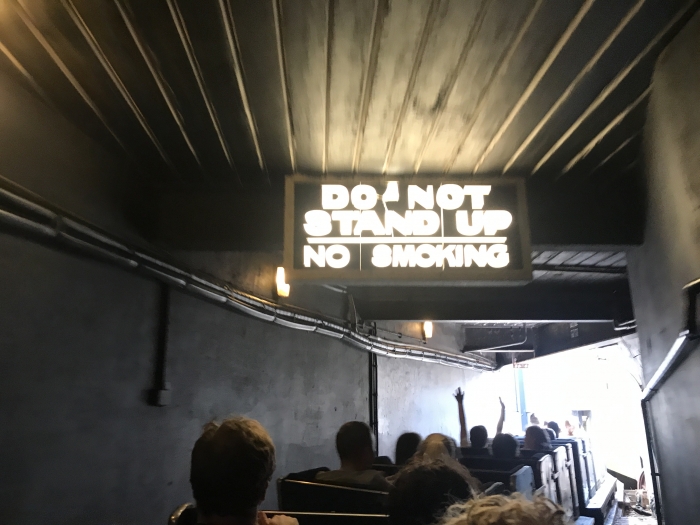 DO NOT
STAND UP
NO SMOKING